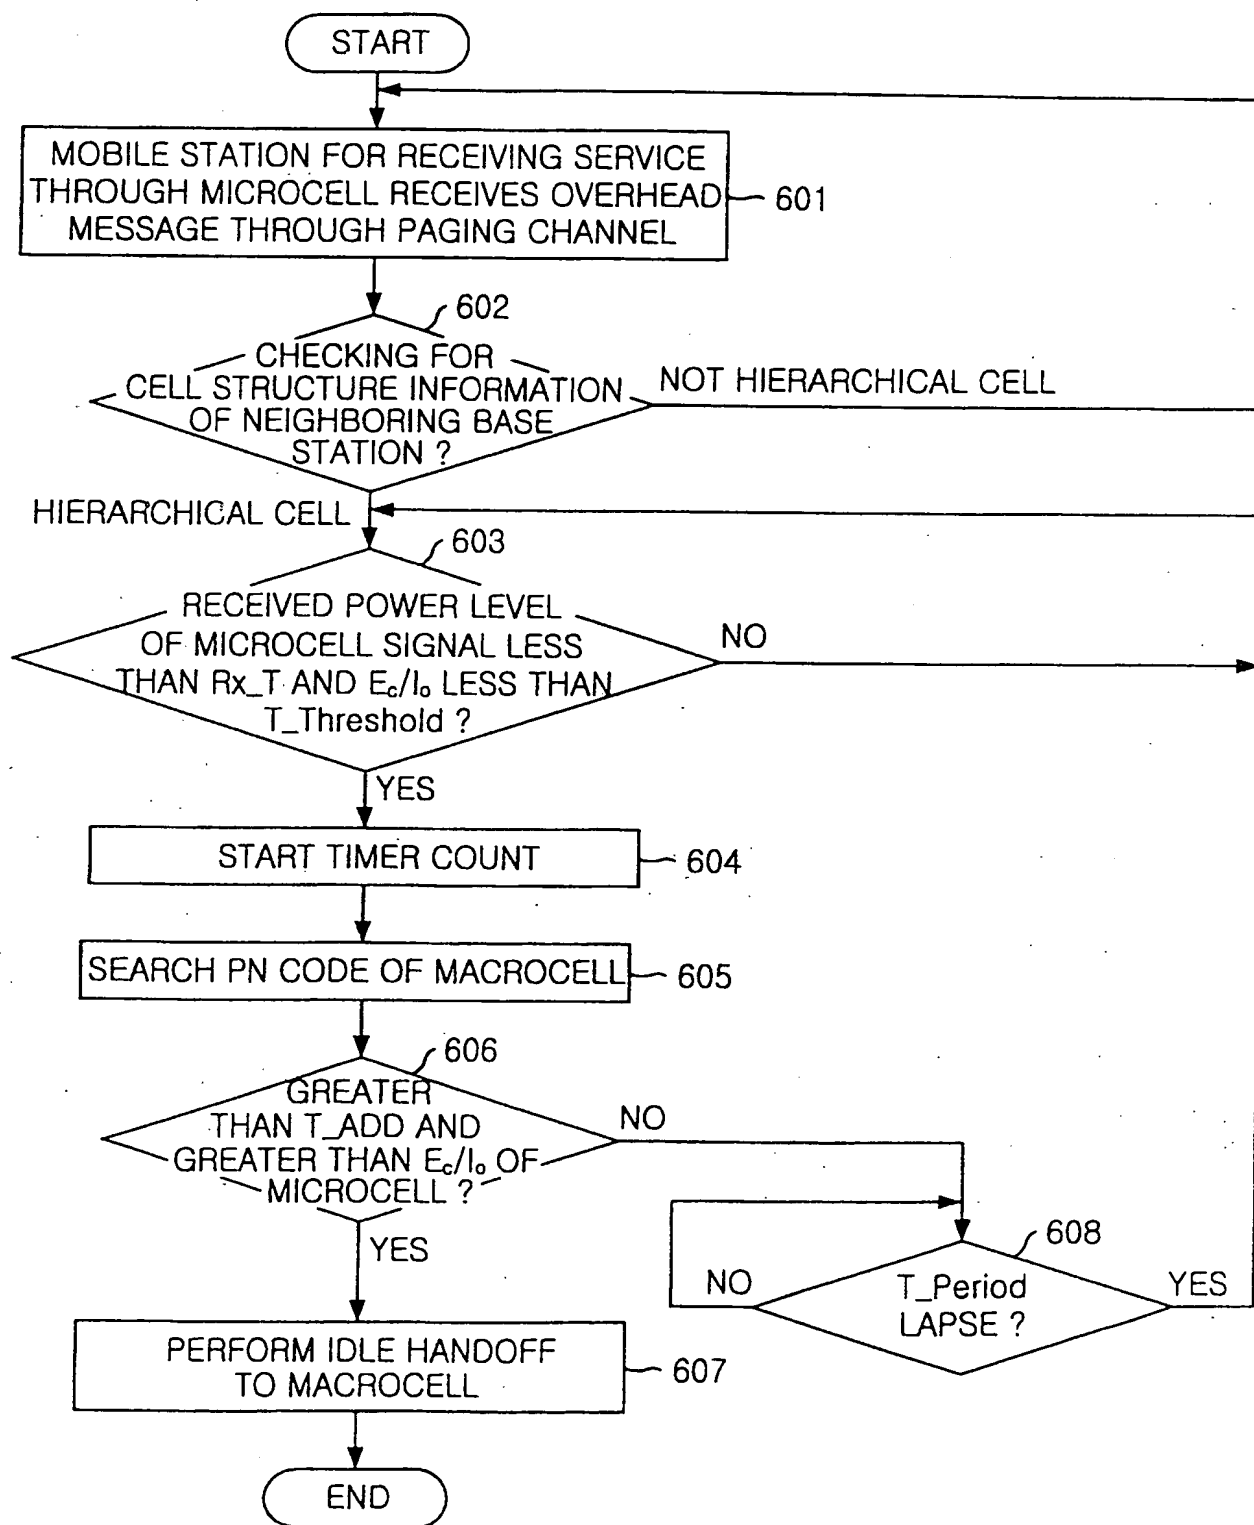 START
MOBILE STATION FOR RECEIVING SERVICE
THROUGH MICROCELL RECEIVES OVERHEAD
MESSAGE THROUGH PAGING CHANNEL
601
602
CHECKING FOR
CELL STRUCTURE INFORMATION
OF NEIGHBORING BASE
STATION ?
NOT HIERARCHICAL CELL
HIERARCHICAL CELL
603
RECEIVED POWER LEVEL
OF MICROCELL SIGNAL LESS
THAN Rx_T AND Ec/Io LESS THAN
T_Threshold ?
NO
YES
START TIMER COUNT
604
SEARCH PN CODE OF MACROCELL
605
606
GREATER
THAN T_ADD AND
GREATER THAN Ec/Io OF
MICROCELL ?
NO
YES
608
T_Period
LAPSE ?
NO
YES
PERFORM IDLE HANDOFF
TO MACROCELL
607
END